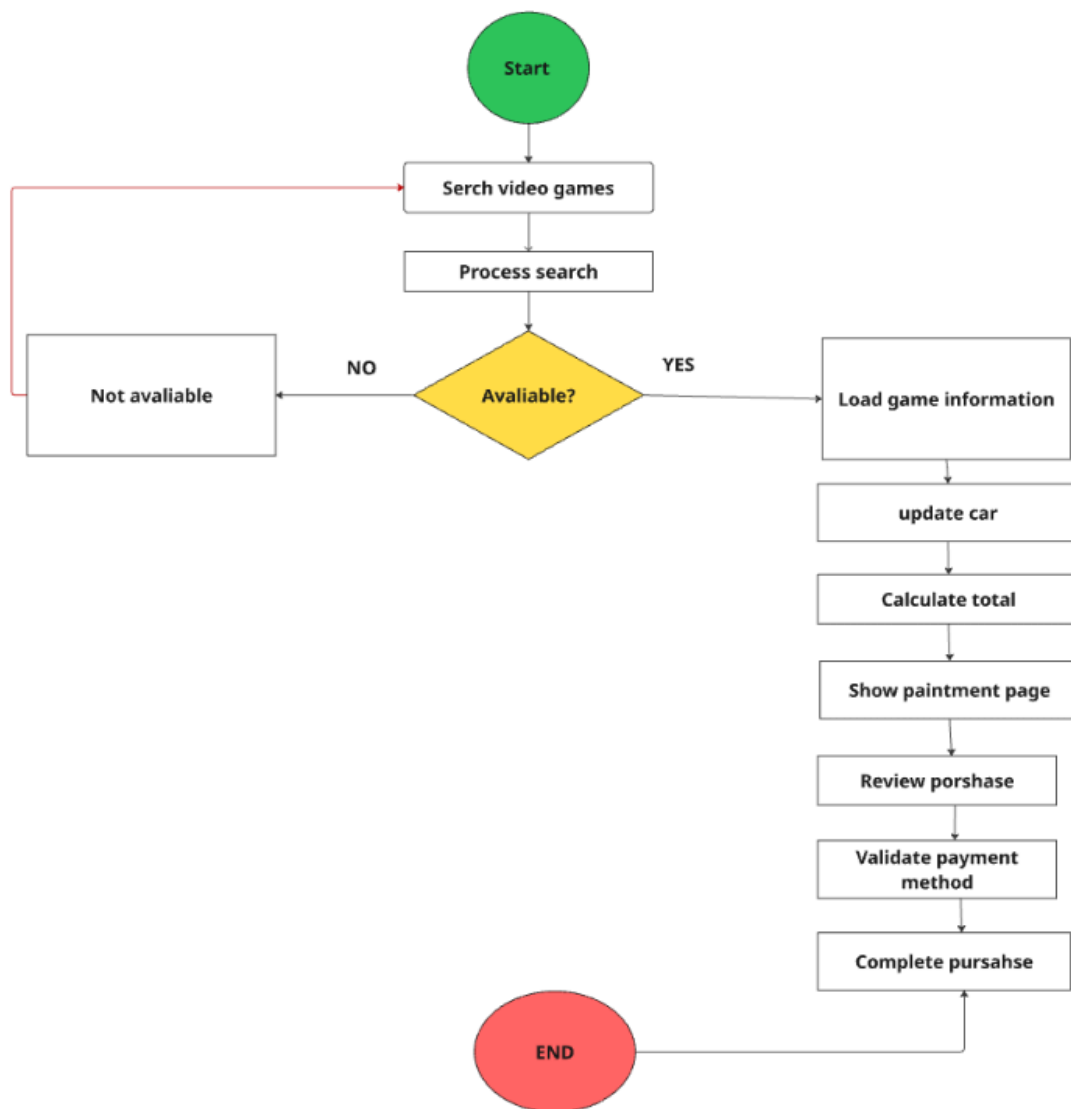 Start
Serch video games
Process search
NO
YES
Not avaliable
Avaliable?
Load game information
update car
Calculate total
Show paintment page
Review porshase
Validate payment
method
Complete pursahse
END